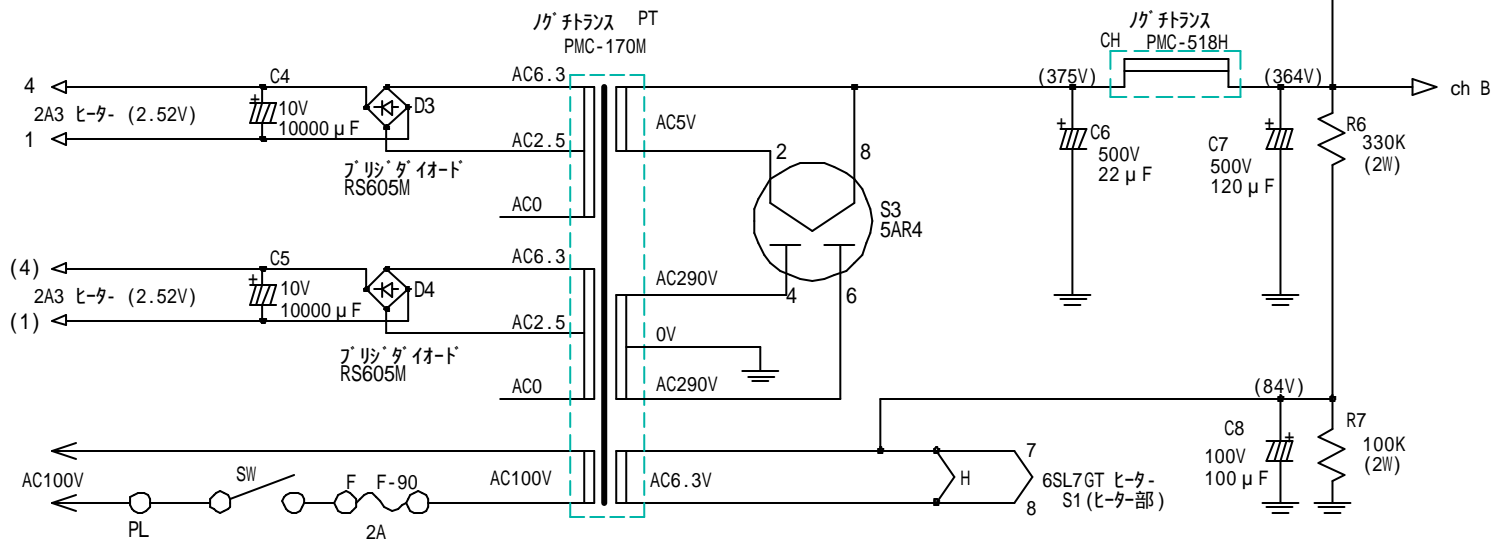 ノグチトランス PT
PMC-170M
ノグチトランス
CH PMC-518H
4
2A3 ヒーター (2.52V)
1
C4
10V
10000μF
D3
AC6.3
AC2.5
AC0
ブリジダイオード
RS605M
AC5V
2
8
S3
5AR4
4
6
(375V)
C6
500V
22μF
(364V)
C7
500V
120μF
R6
330K
(2W)
ch B
(4)
2A3 ヒーター (2.52V)
(1)
C5
10V
10000μF
D4
AC6.3
AC2.5
AC0
ブリジダイオード
RS605M
AC290V
0V
AC290V
(84V)
C8
100V
100μF
R7
100K
(2W)
AC100V
PL
SW
F F-90
2A
AC100V
AC6.3V
H
7
8
6SL7GT ヒーター
S1(ヒーター部)